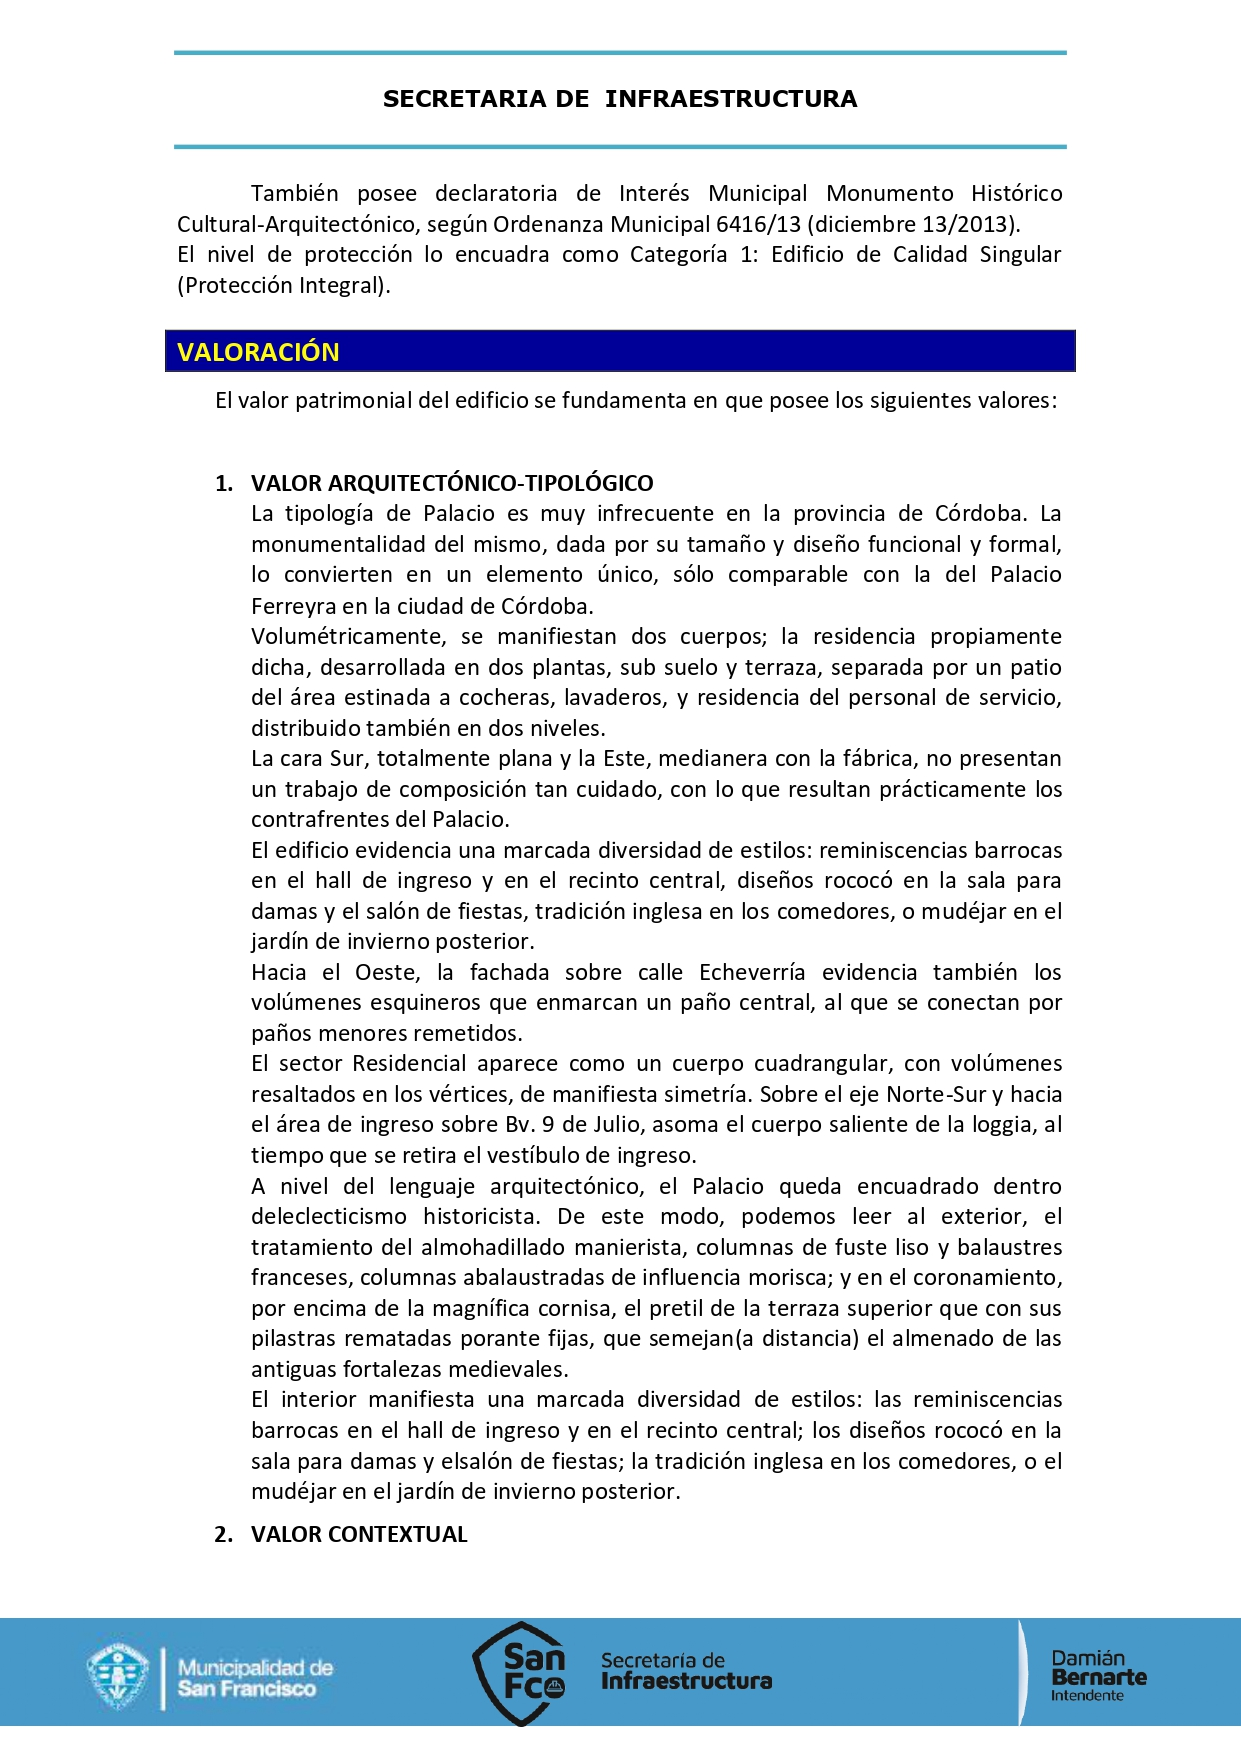 SECRETARIA DE  INFRAESTRUCTURA
También posee declaratoria de Interés Municipal Monumento Histórico
Cultural-Arquitectónico, según Ordenanza Municipal 6416/13 (diciembre 13/2013).
El nivel de protección lo encuadra como Categoría 1: Edificio de Calidad Singular
(Protección Integral).
VALORACIÓN
El valor patrimonial del edificio se fundamenta en que posee los siguientes valores:
1. VALOR ARQUITECTÓNICO-TIPOLÓGICO
La tipología de Palacio es muy infrecuente en la provincia de Córdoba. La
monumentalidad del mismo, dada por su tamaño y diseño funcional y formal,
lo convierten en un elemento único, sólo comparable con la del Palacio
Ferreyra en la ciudad de Córdoba.
Volumétricamente, se manifiestan dos cuerpos; la residencia propiamente
dicha, desarrollada en dos plantas, sub suelo y terraza, separada por un patio
del área estinada a cocheras, lavaderos, y residencia del personal de servicio,
distribuido también en dos niveles.
La cara Sur, totalmente plana y la Este, medianera con la fábrica, no presentan
un trabajo de composición tan cuidado, con lo que resultan prácticamente los
contrafrentes del Palacio.
El edificio evidencia una marcada diversidad de estilos: reminiscencias barrocas
en el hall de ingreso y en el recinto central, diseños rococó en la sala para
damas y el salón de fiestas, tradición inglesa en los comedores, o mudéjar en el
jardín de invierno posterior.
Hacia el Oeste, la fachada sobre calle Echeverría evidencia también los
volúmenes esquineros que enmarcan un paño central, al que se conectan por
paños menores remetidos.
El sector Residencial aparece como un cuerpo cuadrangular, con volúmenes
resaltados en los vértices, de manifiesta simetría. Sobre el eje Norte-Sur y hacia
el área de ingreso sobre Bv. 9 de Julio, asoma el cuerpo saliente de la loggia, al
tiempo que se retira el vestíbulo de ingreso.
A nivel del lenguaje arquitectónico, el Palacio queda encuadrado dentro
deleclecticismo historicista. De este modo, podemos leer al exterior, el
tratamiento del almohadillado manierista, columnas de fuste liso y balaustres
franceses, columnas abalaustradas de influencia morisca; y en el coronamiento,
por encima de la magnífica cornisa, el pretil de la terraza superior que con sus
pilastras rematadas porante fijas, que semejan(a distancia) el almenado de las
antiguas fortalezas medievales.
El interior manifiesta una marcada diversidad de estilos: las reminiscencias
barrocas en el hall de ingreso y en el recinto central; los diseños rococó en la
sala para damas y elsalón de fiestas; la tradición inglesa en los comedores, o el
mudéjar en el jardín de invierno posterior.
2. VALOR CONTEXTUAL
Municipalidad de
San Francisco
San
Fco
Secretaría de
Infraestructura
Damián
Bernarte
Intendente